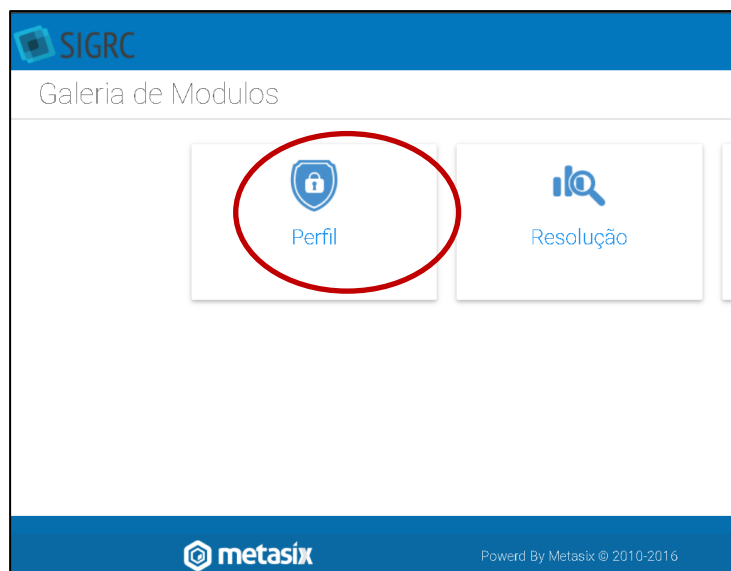 SIGRC
Galeria de Modulos
Perfil
Resolução
metasix
Powerd By Metasix © 2010-2016